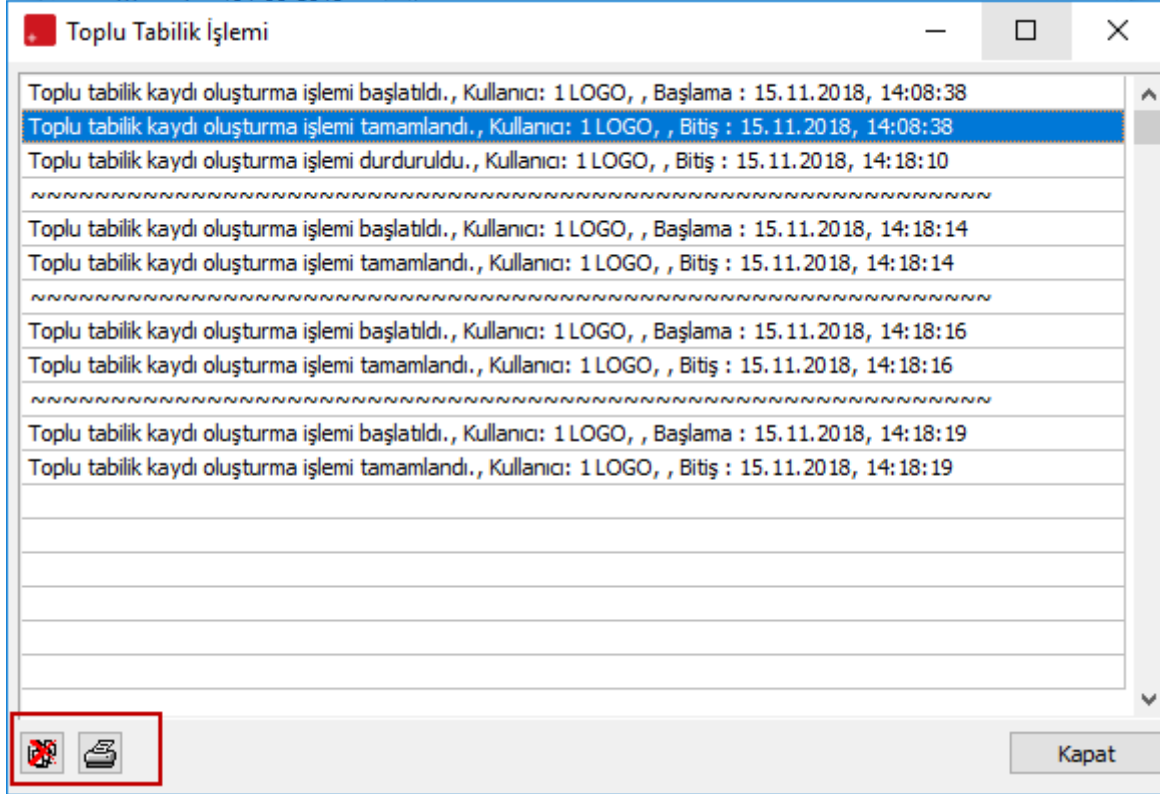 Toplu Tabilik İşlemi
Toplu tabilik kaydı oluşturma işlemi başlatıldı., Kullanıcı: 1 LOGO, , Başlama : 15.11.2018, 14:08:38
Toplu tabilik kaydı oluşturma işlemi tamamlandı., Kullanıcı: 1 LOGO, , Bitiş : 15.11.2018, 14:08:38
Toplu tabilik kaydı oluşturma işlemi durduruldu., Kullanıcı: 1 LOGO, , Bitiş : 15.11.2018, 14:18:10
~~~~~~~~~~~~~~~~~~~~~~~~~~~~~~~~~~~~~~~~~~~~~~~~~~~~~~~~~~~~
Toplu tabilik kaydı oluşturma işlemi başlatıldı., Kullanıcı: 1 LOGO, , Başlama : 15.11.2018, 14:18:14
Toplu tabilik kaydı oluşturma işlemi tamamlandı., Kullanıcı: 1 LOGO, , Bitiş : 15.11.2018, 14:18:14
~~~~~~~~~~~~~~~~~~~~~~~~~~~~~~~~~~~~~~~~~~~~~~~~~~~~~~~~~~~~
Toplu tabilik kaydı oluşturma işlemi başlatıldı., Kullanıcı: 1 LOGO, , Başlama : 15.11.2018, 14:18:16
Toplu tabilik kaydı oluşturma işlemi tamamlandı., Kullanıcı: 1 LOGO, , Bitiş : 15.11.2018, 14:18:16
~~~~~~~~~~~~~~~~~~~~~~~~~~~~~~~~~~~~~~~~~~~~~~~~~~~~~~~~~~~~
Toplu tabilik kaydı oluşturma işlemi başlatıldı., Kullanıcı: 1 LOGO, , Başlama : 15.11.2018, 14:18:19
Toplu tabilik kaydı oluşturma işlemi tamamlandı., Kullanıcı: 1 LOGO, , Bitiş : 15.11.2018, 14:18:19
Kapat